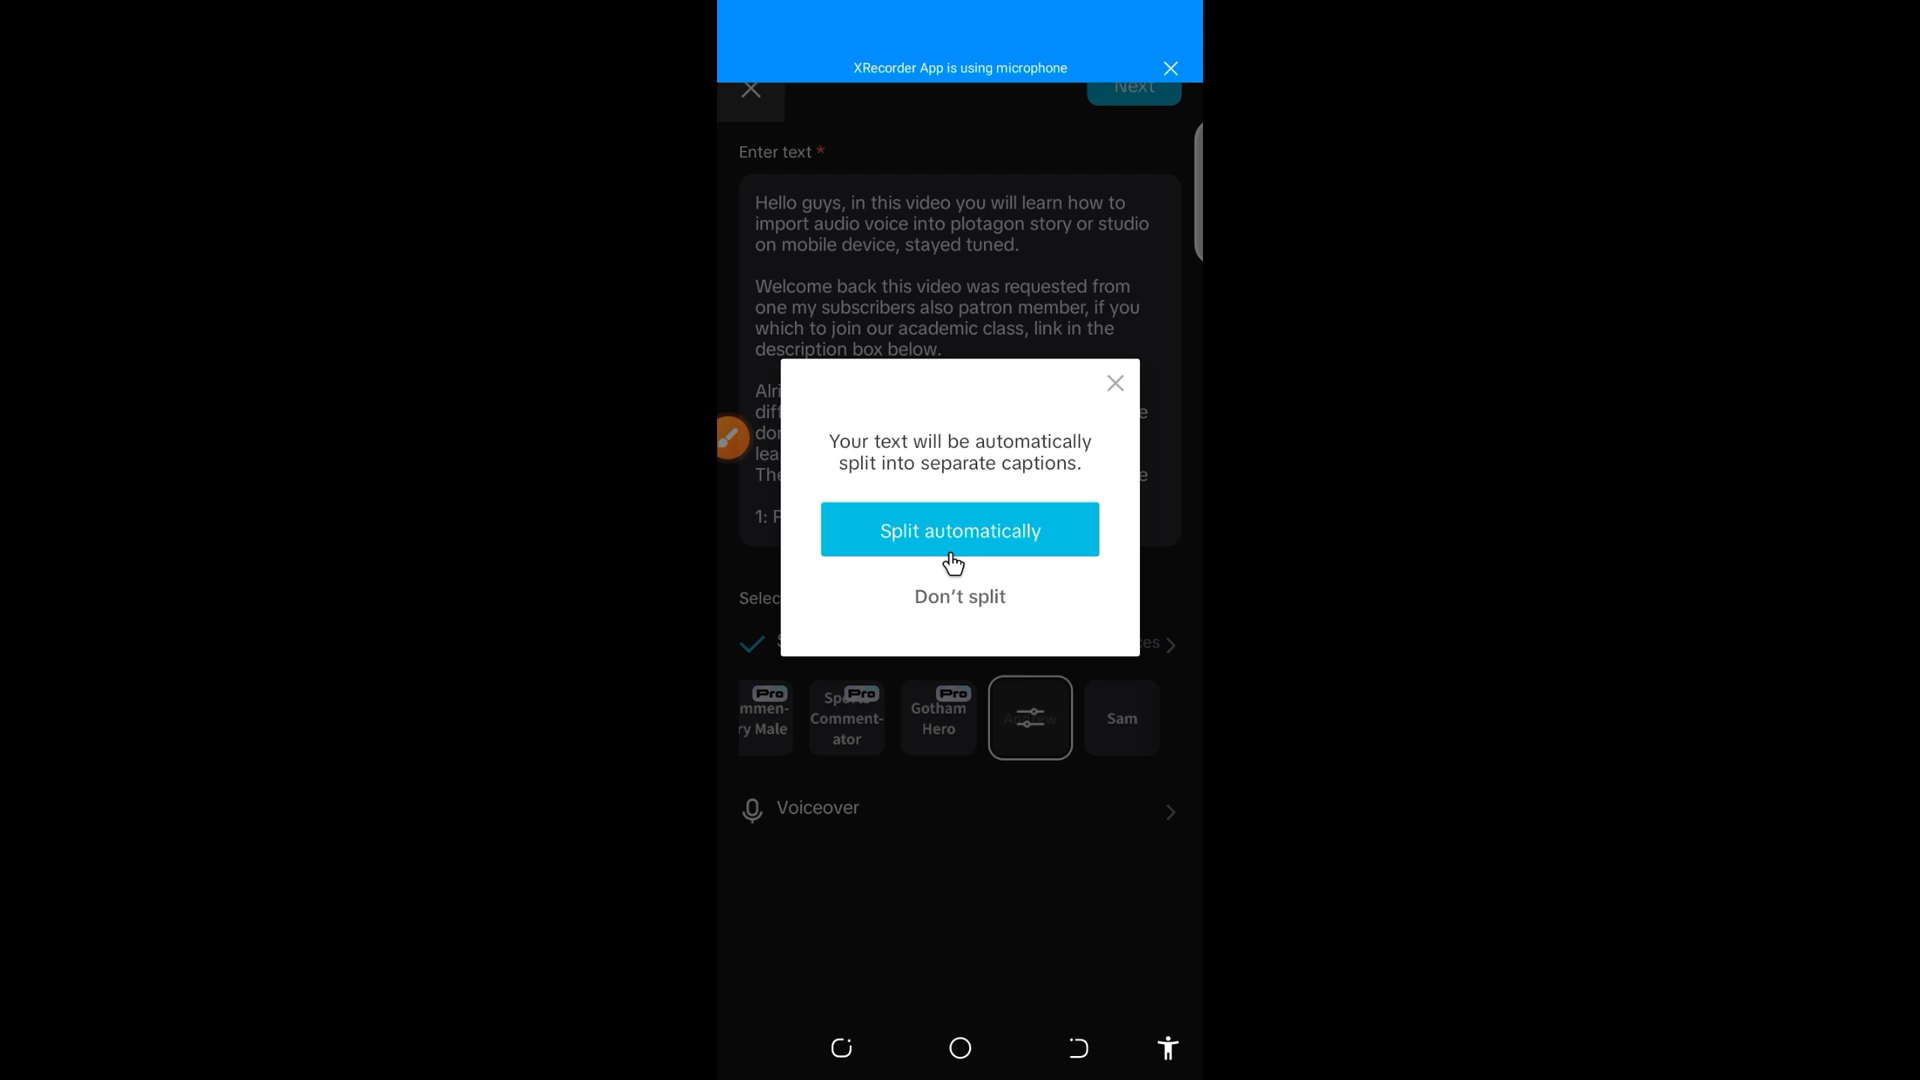 XRecorder App is using microphone
Next
Enter text *
Hello guys, in this video you will learn how to
import audio voice into plotagon story or studio
on mobile device, stayed tuned.
Welcome back this video was requested from
one my subscribers also patron member, if you
which to join our academic class, link in the
description box below.
Your text will be automatically
split into separate captions.
Split automatically
Don't split
Pro
Pro
Pro
mmen-
ry Male
Sports
Comment-
ator
Gotham
Hero
Andrew
Sam
Voiceover